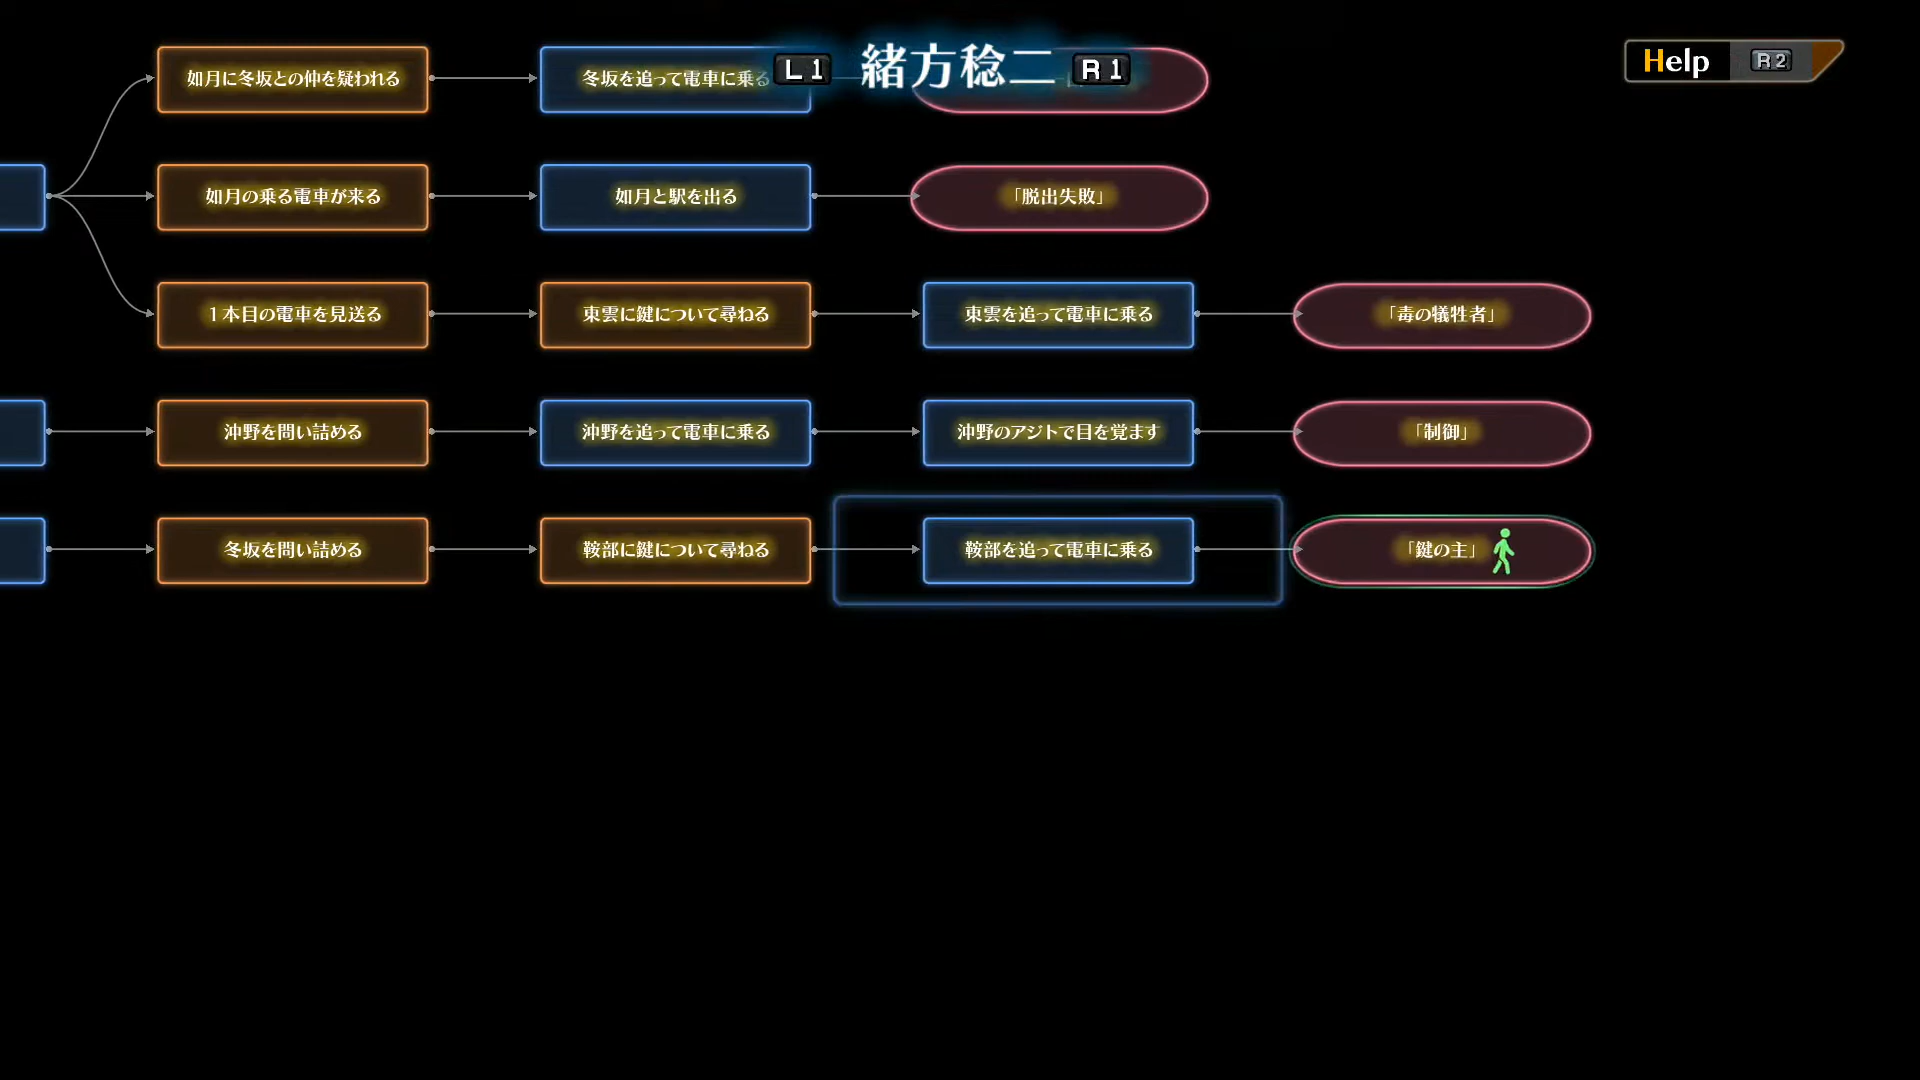 L1 緒方稔二 R1
Help R2
如月に冬坂との仲を疑われる
冬坂を追って電車に乗る
如月の乗る電車が来る
如月と駅を出る
「脱出失敗」
1本目の電車を見送る
東雲に鍵について尋ねる
東雲を追って電車に乗る
「毒の犠牲者」
沖野を問い詰める
沖野を追って電車に乗る
沖野のアジトで目を覚ます
「制御」
冬坂を問い詰める
鞍部に鍵について尋ねる
鞍部を追って電車に乗る
「鍵の主」